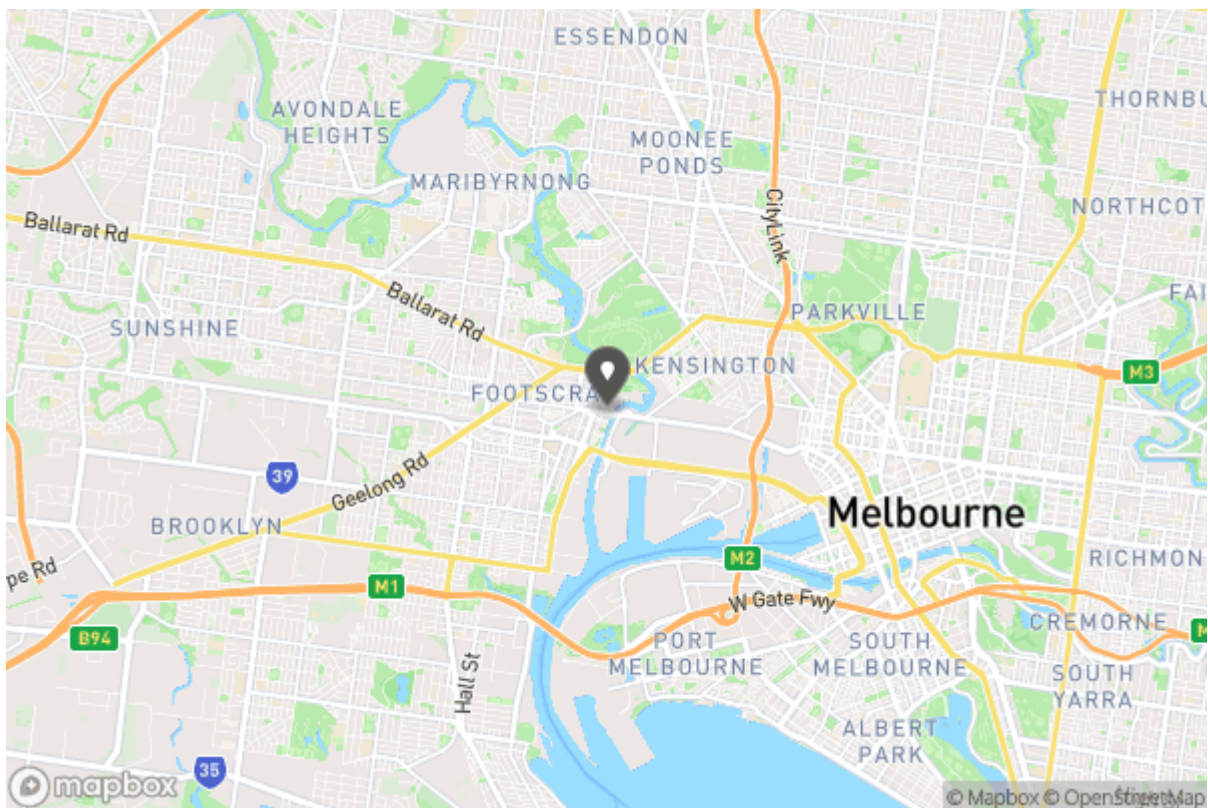 ESSENDON
THORNBU
AVONDALE
HEIGHTS
MOONEE
PONDS
MARIBYRNONG
NORTHCOT
CityLink
Ballarat Rd
Ballarat Rd
FAI
PARKVILLE
SUNSHINE
KENSINGTON
M3
FOOTSCRA
39
Geelong Rd
Melbourne
BROOKLYN
RICHMON
M2
pe Rd
M1
W Gate Fwy
CREMORNE
M
B94
PORT
MELBOURNE
SOUTH
MELBOURNE
SOUTH
YARRA
Hall St
ALBERT
PARK
35
mapbox
© Mapbox © OpenStreetMap